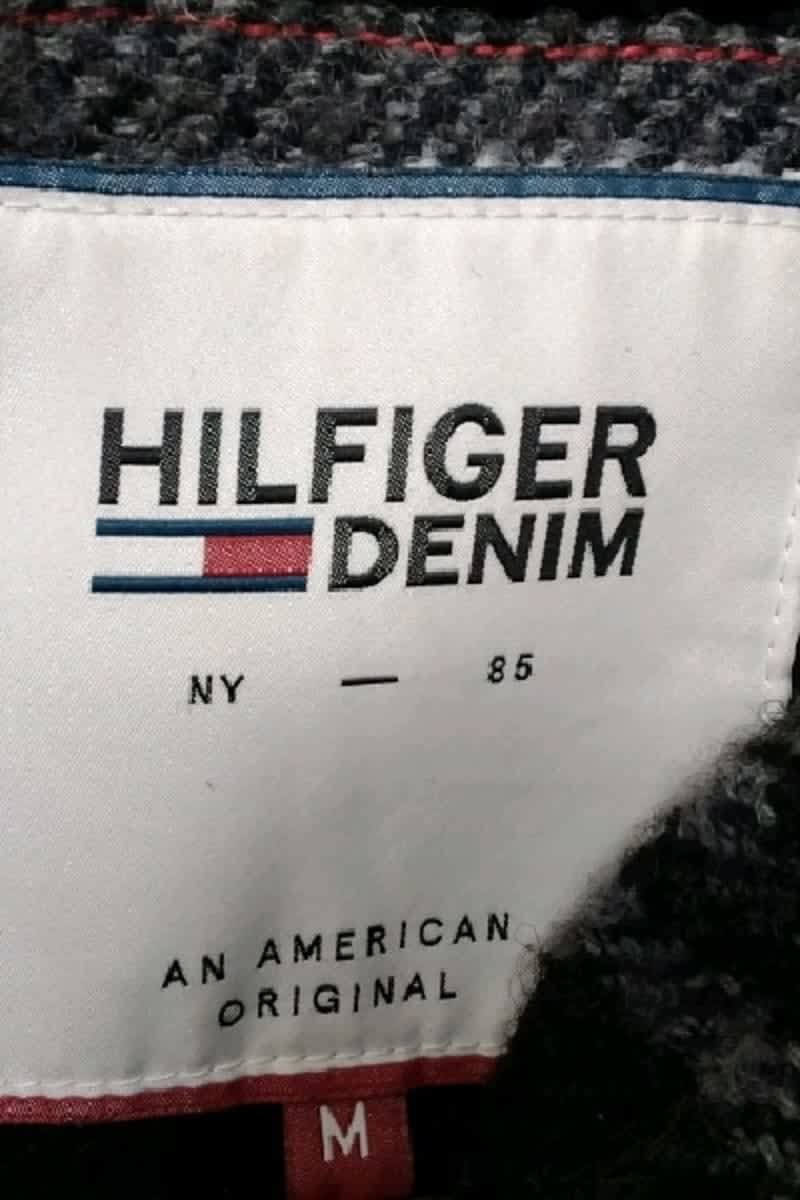 HILFIGER
DENIM
NY — 85
AN AMERICAN
ORIGINAL
M